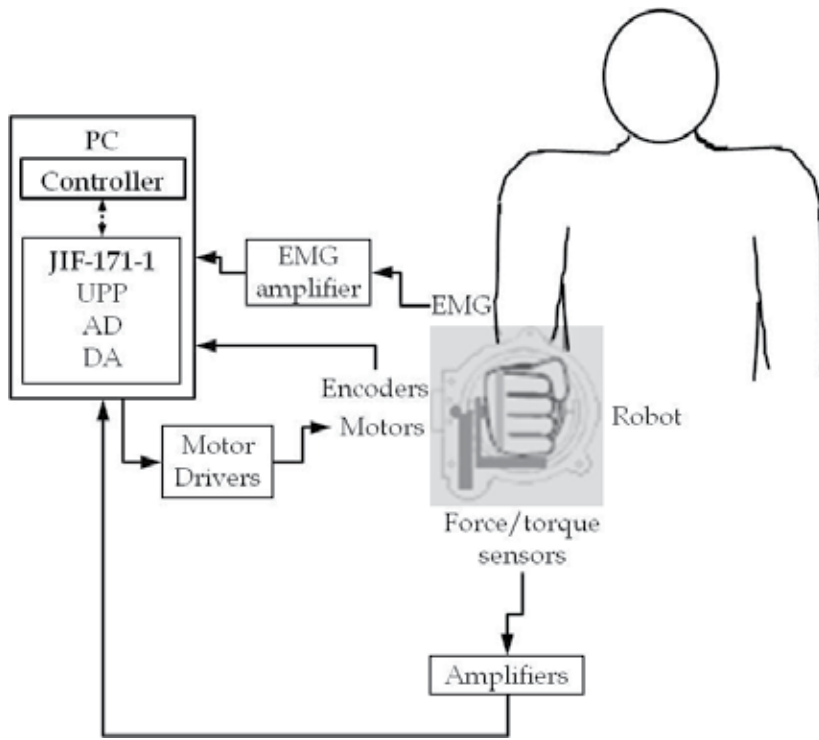 PC
Controller
JIF-171-1
UPP
AD
DA
EMG
amplifier
EMG
Encoders
Motors
Motor
Drivers
Robot
Force/torque
sensors
Amplifiers